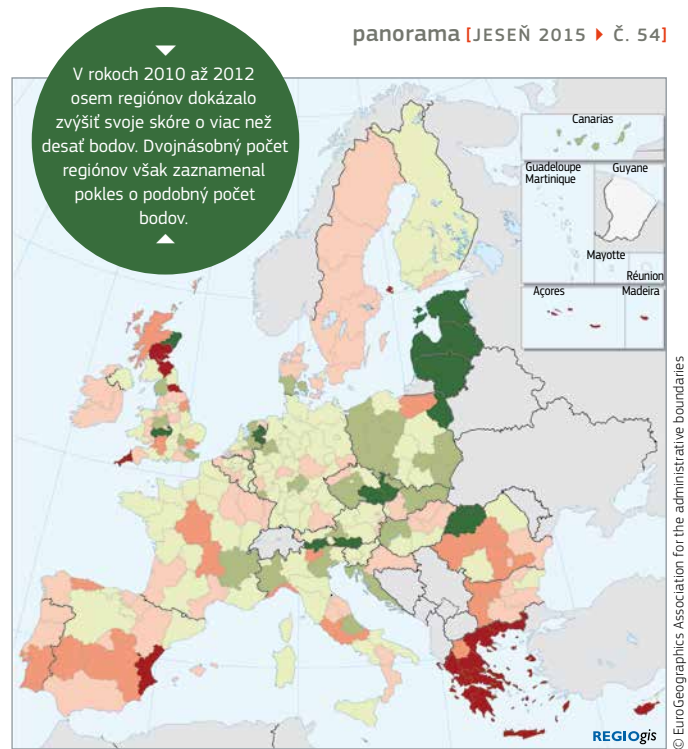 panorama [JESEŇ 2015 ▸ Č. 54]
V rokoch 2010 až 2012
osem regiónov dokázalo
zvýšiť svoje skóre o viac než
desať bodov. Dvojnásobný počet
regiónov však zaznamenal
pokles o podobný počet
bodov.
Canarias
Guadeloupe
Martinique
Guyane
Mayotte
Réunion
Açores
Madeira
REGIOgis
© EuroGeographics Association for the administrative boundaries